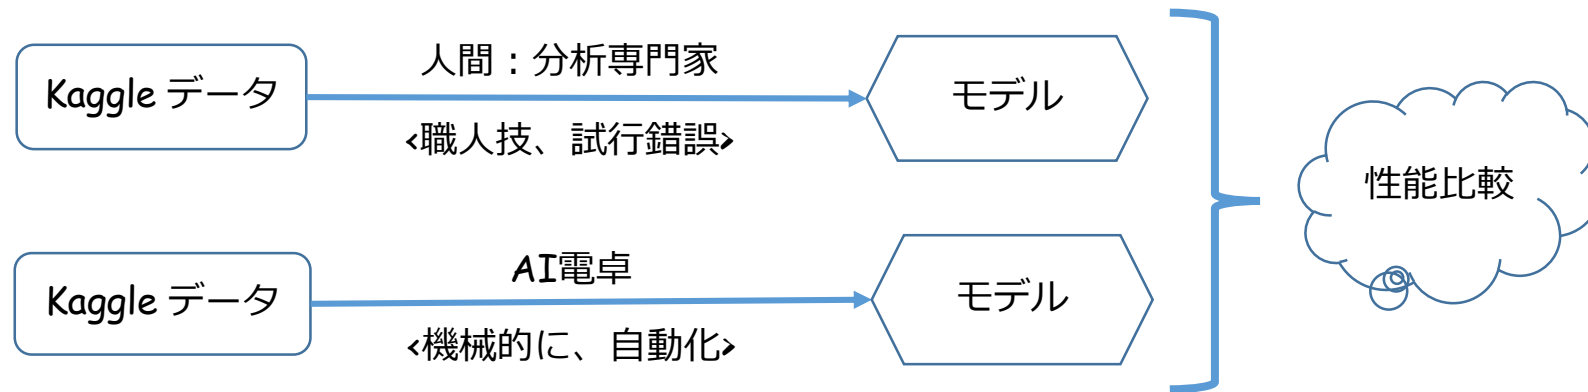 人間：分析専門家
Kaggle データ
モデル
<職人技、試行錯誤>
性能比較
AI電卓
Kaggle データ
モデル
<機械的に、自動化>